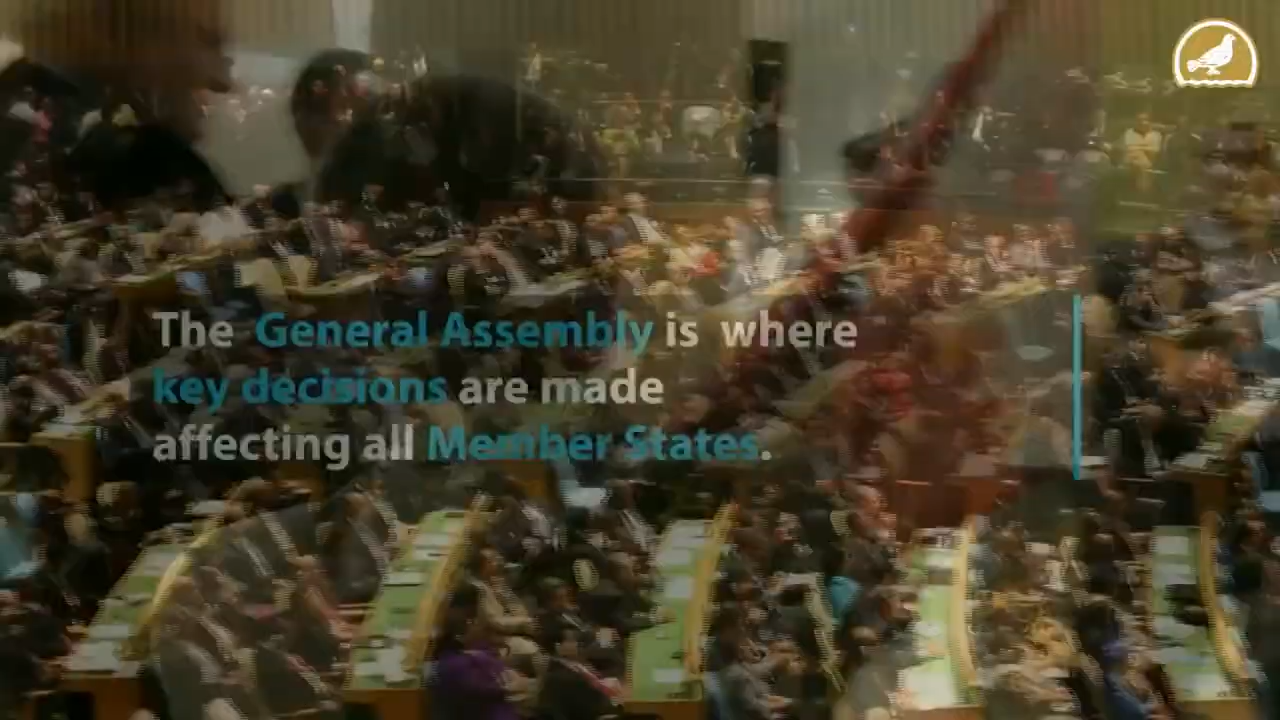 The General Assembly is where
key decisions are made
affecting all Member States.